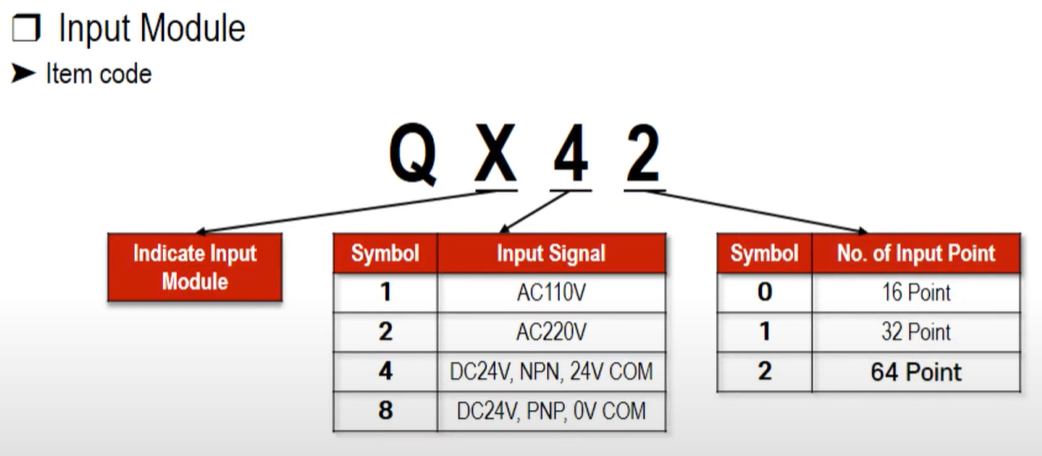 ❐ Input Module
➤ Item code
Q X 4 2
Indicate Input
Module
Symbol Input Signal
1 AC110V
2 AC220V
4 DC24V, NPN, 24V COM
8 DC24V, PNP, 0V COM
Symbol No. of Input Point
0 16 Point
1 32 Point
2 64 Point